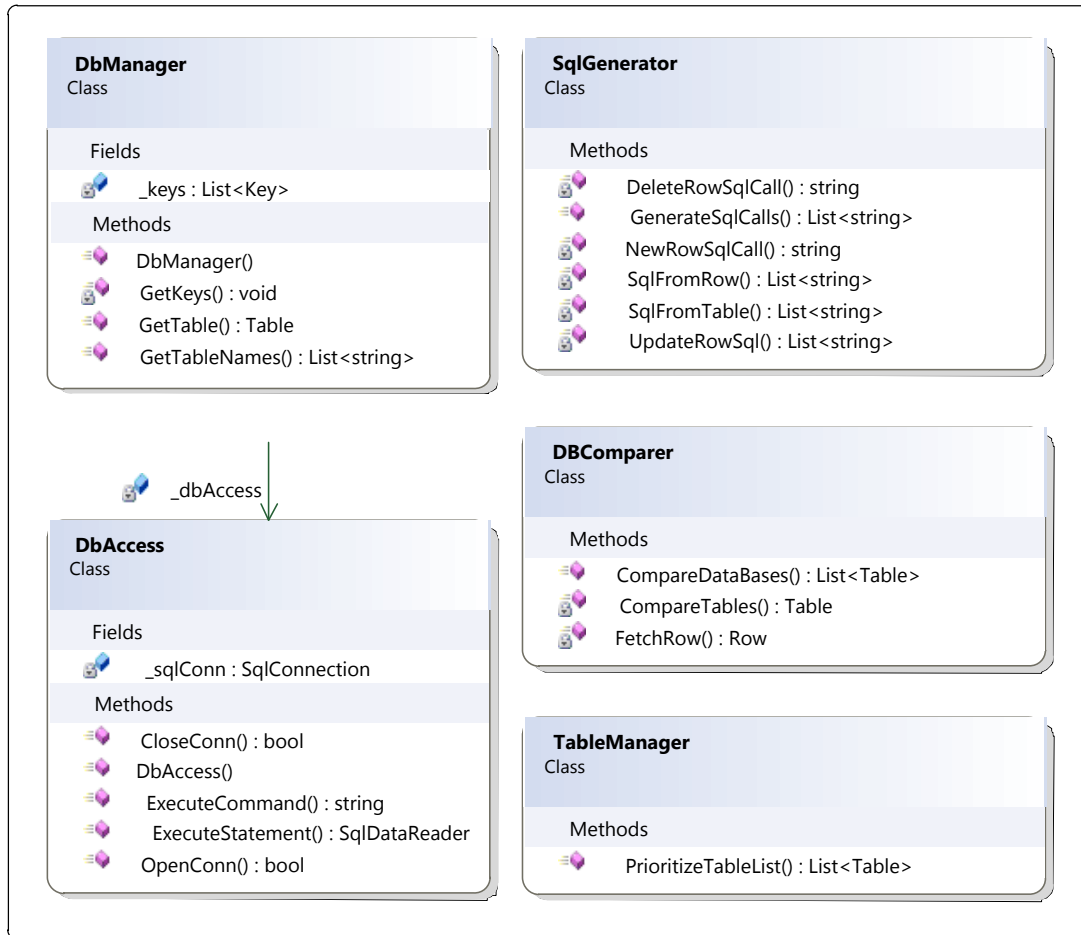 DbManager
Class
Fields
_keys : List<Key>
Methods
DbManager()
GetKeys() : void
GetTable() : Table
GetTableNames() : List<string>
_dbAccess
DbAccess
Class
Fields
_sqlConn : SqlConnection
Methods
CloseConn() : bool
DbAccess()
ExecuteCommand() : string
ExecuteStatement() : SqlDataReader
OpenConn() : bool
SqlGenerator
Class
Methods
DeleteRowSqlCall() : string
GenerateSqlCalls() : List<string>
NewRowSqlCall() : string
SqlFromRow() : List<string>
SqlFromTable() : List<string>
UpdateRowSql() : List<string>
DBComparer
Class
Methods
CompareDataBases() : List<Table>
CompareTables() : Table
FetchRow() : Row
TableManager
Class
Methods
PrioritizeTableList() : List<Table>